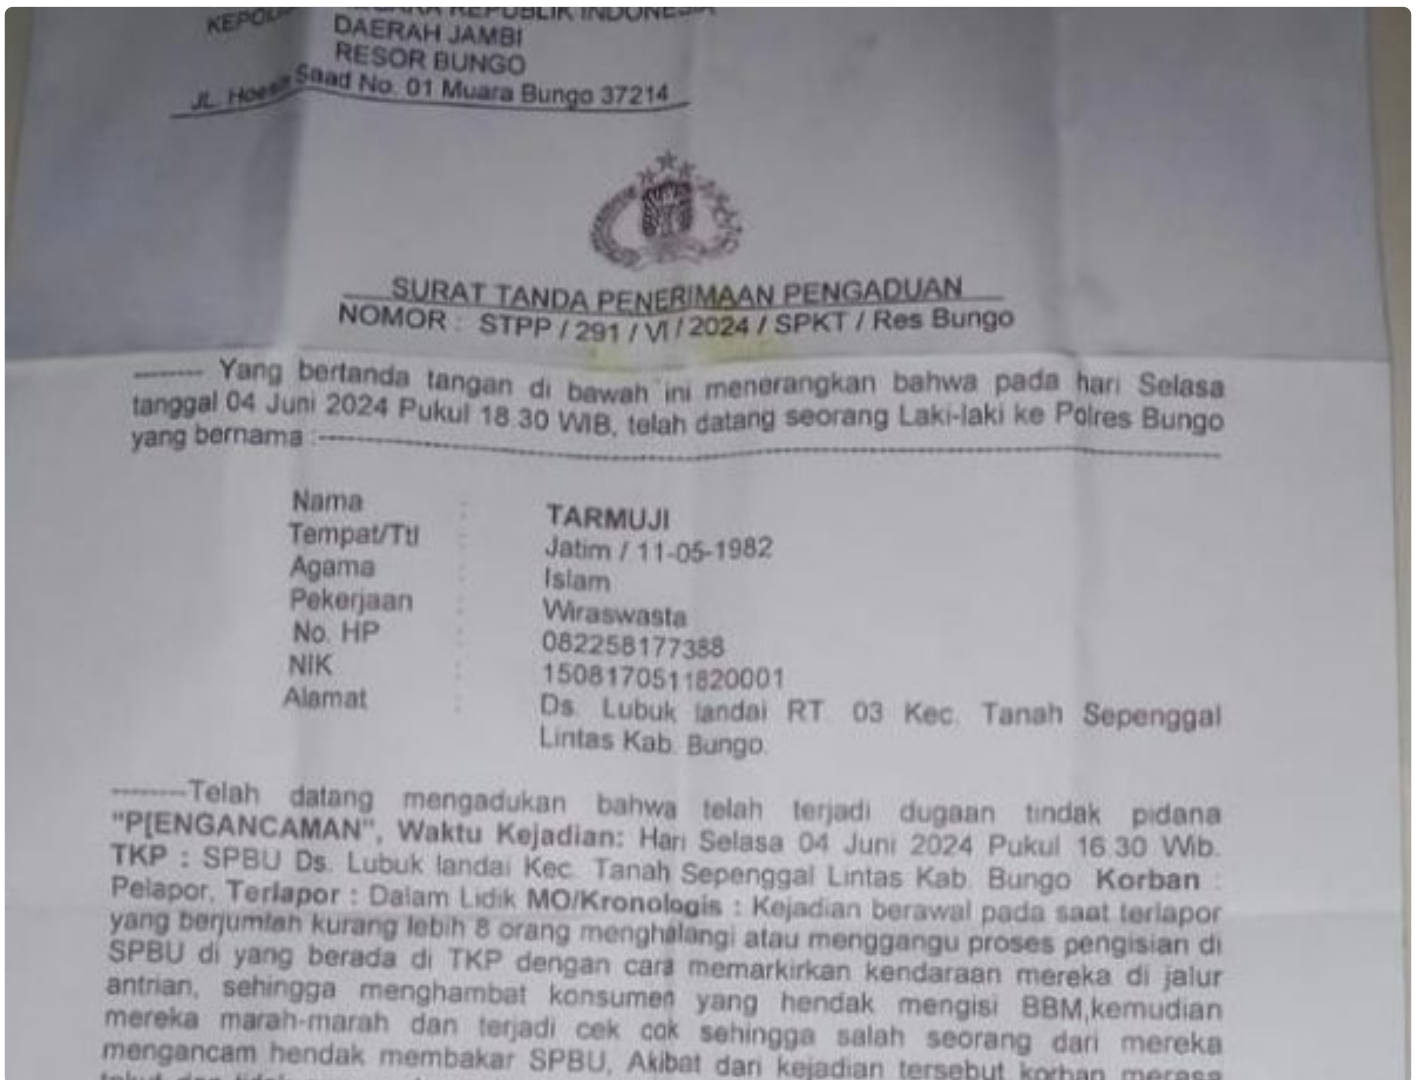 NEGARA REPUBLIK INDONESIA
DAERAH JAMBI
RESOR BUNGO
JL. Hoesin Saad No. 01 Muara Bungo 37214
SURAT TANDA PENERIMAAN PENGADUAN
NOMOR : STPP / 291 / VI / 2024 / SPKT / Res Bungo
-------- Yang bertanda tangan di bawah ini menerangkan bahwa pada hari Selasa
tanggal 04 Juni 2024 Pukul 18.30 WIB, telah datang seorang Laki-laki ke Polres Bungo
yang bernama :--------------------
Nama : TARMUJI
Tempat/Ttl : Jatim / 11-05-1982
Agama : Islam
Pekerjaan : Wiraswasta
No. HP : 082258177388
NIK : 1508170511820001
Alamat : Ds. Lubuk landai RT. 03 Kec. Tanah Sepenggal
Lintas Kab. Bungo.
--------Telah datang mengadukan bahwa telah terjadi dugaan tindak pidana
"P[ENGANCAMAN", Waktu Kejadian: Hari Selasa 04 Juni 2024 Pukul 16.30 Wib.
TKP : SPBU Ds. Lubuk landai Kec. Tanah Sepenggal Lintas Kab. Bungo Korban :
Pelapor, Terlapor : Dalam Lidik MO/Kronologis : Kejadian berawal pada saat terlapor
yang berjumlah kurang lebih 8 orang menghalangi atau menggangu proses pengisian di
SPBU di yang berada di TKP dengan cara memarkirkan kendaraan mereka di jalur
antrian, sehingga menghambat konsumen yang hendak mengisi BBM,kemudian
mereka marah-marah dan terjadi cek cok sehingga salah seorang dari mereka
mengancam hendak membakar SPBU, Akibat dari kejadian tersebut korban merasa